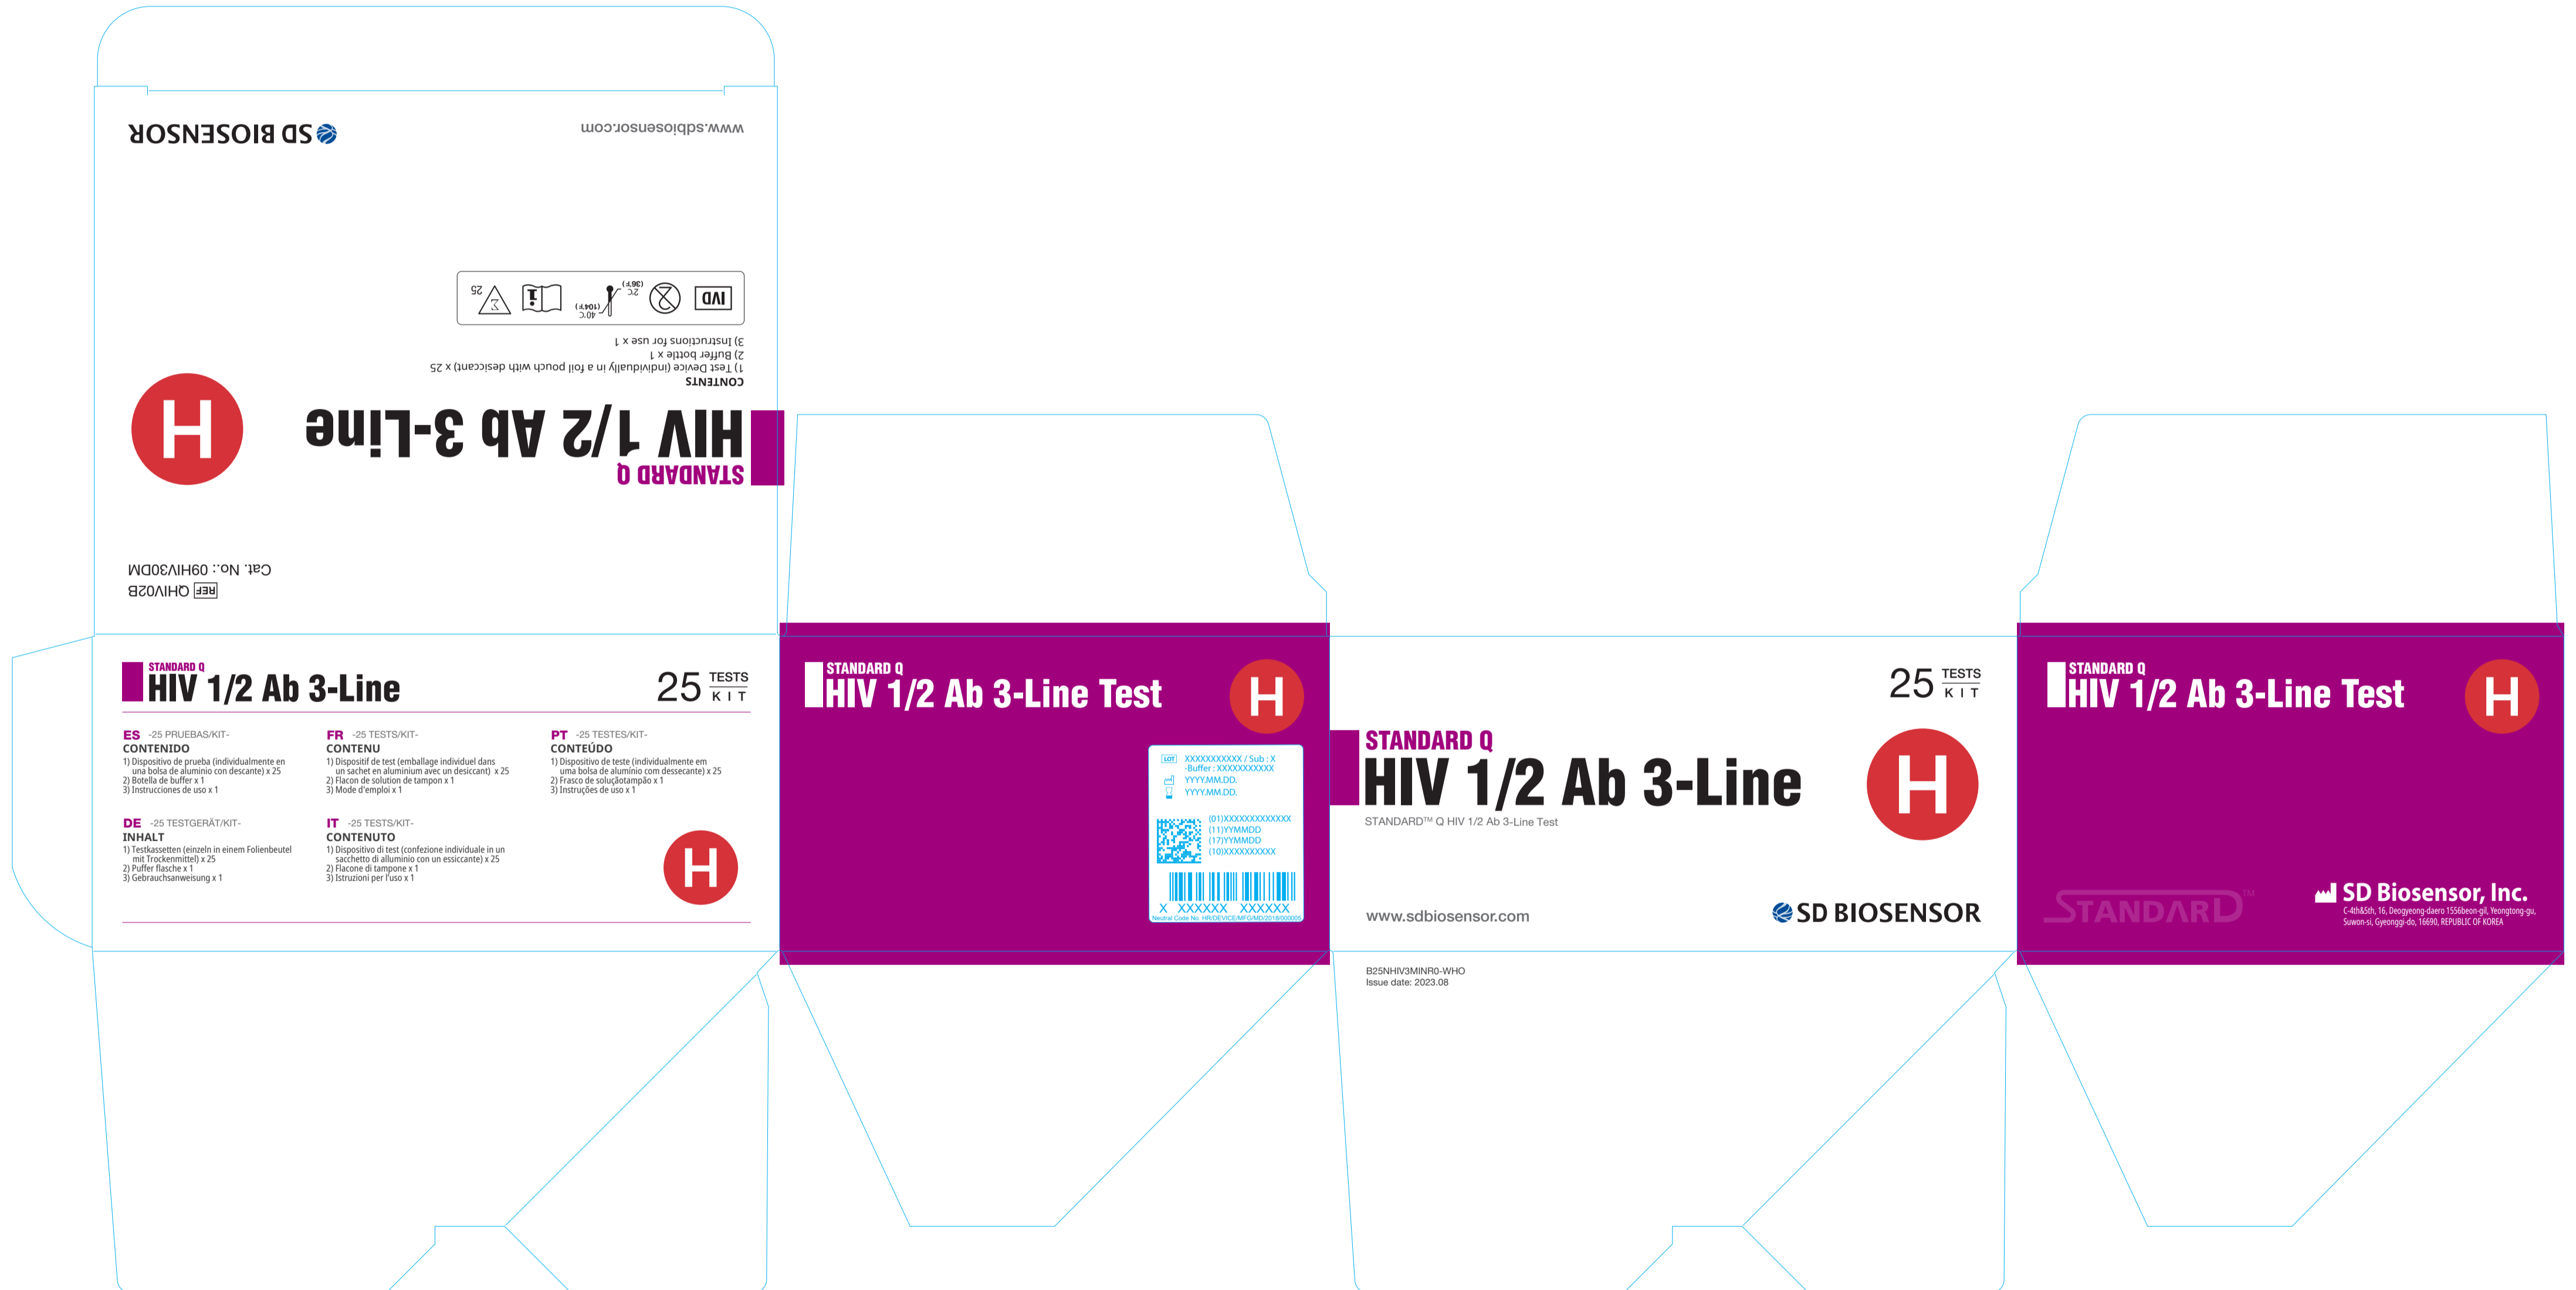 SD BIOSENSOR
www.sdbiosensor.com
IVD
2
2℃
(36℉)
40℃
(104℉)
i
Σ
25
STANDARD Q
HIV 1/2 Ab 3-Line
H
CONTENTS
1) Test Device (individually in a foil pouch with desiccant) x 25
2) Buffer bottle x 1
3) Instructions for use x 1
REF QHIV02B
Cat. No.: 09HIV30DM
STANDARD Q
HIV 1/2 Ab 3-Line
25 TESTS
KIT
ES -25 PRUEBAS/KIT-
CONTENIDO
1) Dispositivo de prueba (individualmente en
una bolsa de aluminio con descante) x 25
2) Botella de buffer x 1
3) Instrucciones de uso x 1
FR -25 TESTS/KIT-
CONTENU
1) Dispositif de test (emballage individuel dans
un sachet en aluminium avec un desiccant) x 25
2) Flacon de solution de tampon x 1
3) Mode d'emploi x 1
PT -25 TESTES/KIT-
CONTEÚDO
1) Dispositivo de teste (individualmente em
uma bolsa de alumínio com dessecante) x 25
2) Frasco de soluçãotampão x 1
3) Instruções de uso x 1
DE -25 TESTGERÄT/KIT-
INHALT
1) Testkassetten (einzeln in einem Folienbeutel
mit Trockenmittel) x 25
2) Puffer flasche x 1
3) Gebrauchsanweisung x 1
IT -25 TESTS/KIT-
CONTENUTO
1) Dispositivo di test (confezione individuale in un
sacchetto di alluminio con un essiccante) x 25
2) Flacone di tampone x 1
3) Istruzioni per l'uso x 1
H
STANDARD Q
HIV 1/2 Ab 3-Line Test
H
LOT XXXXXXXXXXX / Sub : X
-Buffer : XXXXXXXXXXX
YYYY.MM.DD.
YYYY.MM.DD.
(01)XXXXXXXXXXXXX
(11)YYMMDD
(17)YYMMDD
(10)XXXXXXXXXX
X XXXXXX XXXXXX
Neutral Code No. HR/DEVICE/MFG/MD/2018/000005
25 TESTS
KIT
STANDARD Q
HIV 1/2 Ab 3-Line
H
STANDARD™ Q HIV 1/2 Ab 3-Line Test
www.sdbiosensor.com
SD BIOSENSOR
B25NHIV3MINR0-WHO
Issue date: 2023.08
STANDARD Q
HIV 1/2 Ab 3-Line Test
H
STANDARD™
SD Biosensor, Inc.
C-4th&5th, 16, Deogyeong-daero 1556beon-gil, Yeongtong-gu,
Suwon-si, Gyeonggi-do, 16690, REPUBLIC OF KOREA